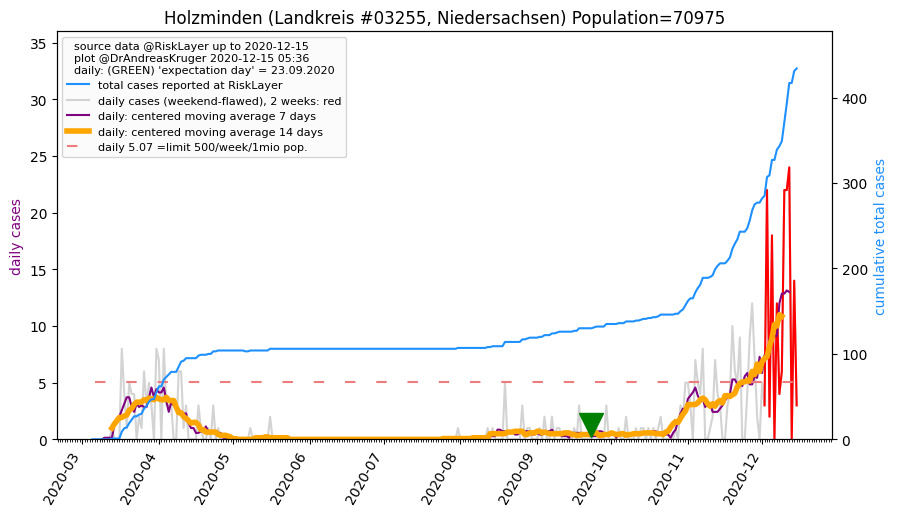 Holzminden (Landkreis #03255, Niedersachsen) Population=70975
source data @RiskLayer up to 2020-12-15
plot @DrAndreasKruger 2020-12-15 05:36
daily: (GREEN) 'expectation day' = 23.09.2020
total cases reported at RiskLayer
daily cases (weekend-flawed), 2 weeks: red
daily: centered moving average 7 days
daily: centered moving average 14 days
daily 5.07 =limit 500/week/1mio pop.
daily cases
35
30
25
20
15
10
5
0
cumulative total cases
400
300
200
100
0
2020-03
2020-04
2020-05
2020-06
2020-07
2020-08
2020-09
2020-10
2020-11
2020-12